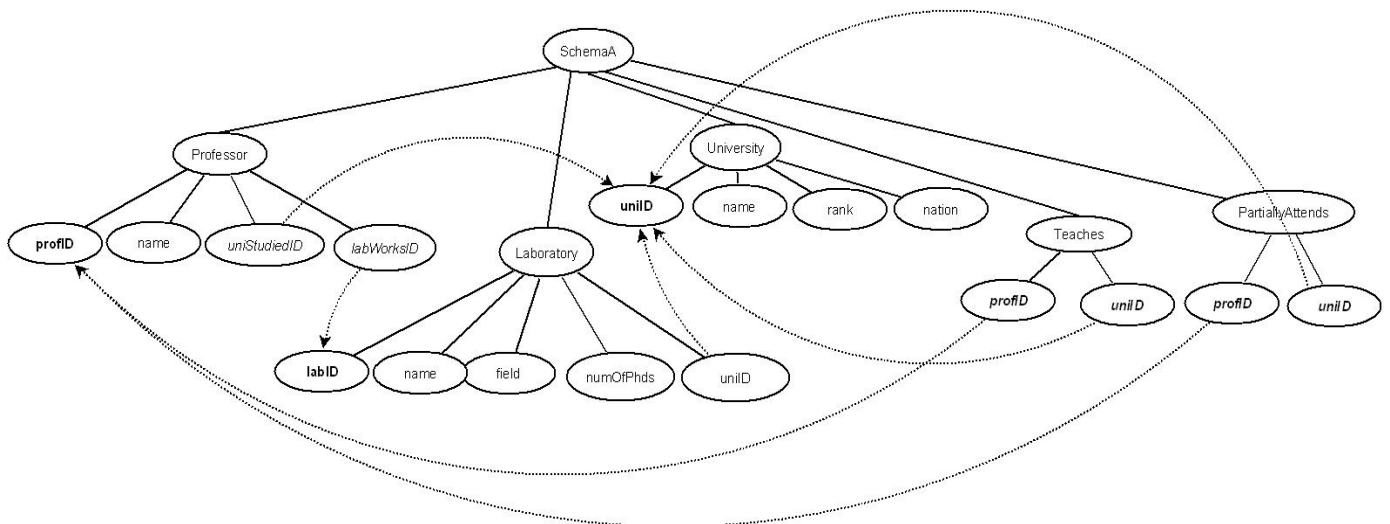 SchemaA
Professor
University
profID
name
uniStudiedID
labWorksID
uniID
name
rank
nation
PartiallyAttends
Laboratory
Teaches
profID
uniID
profID
uniID
labID
name
field
numOfPhds
uniID